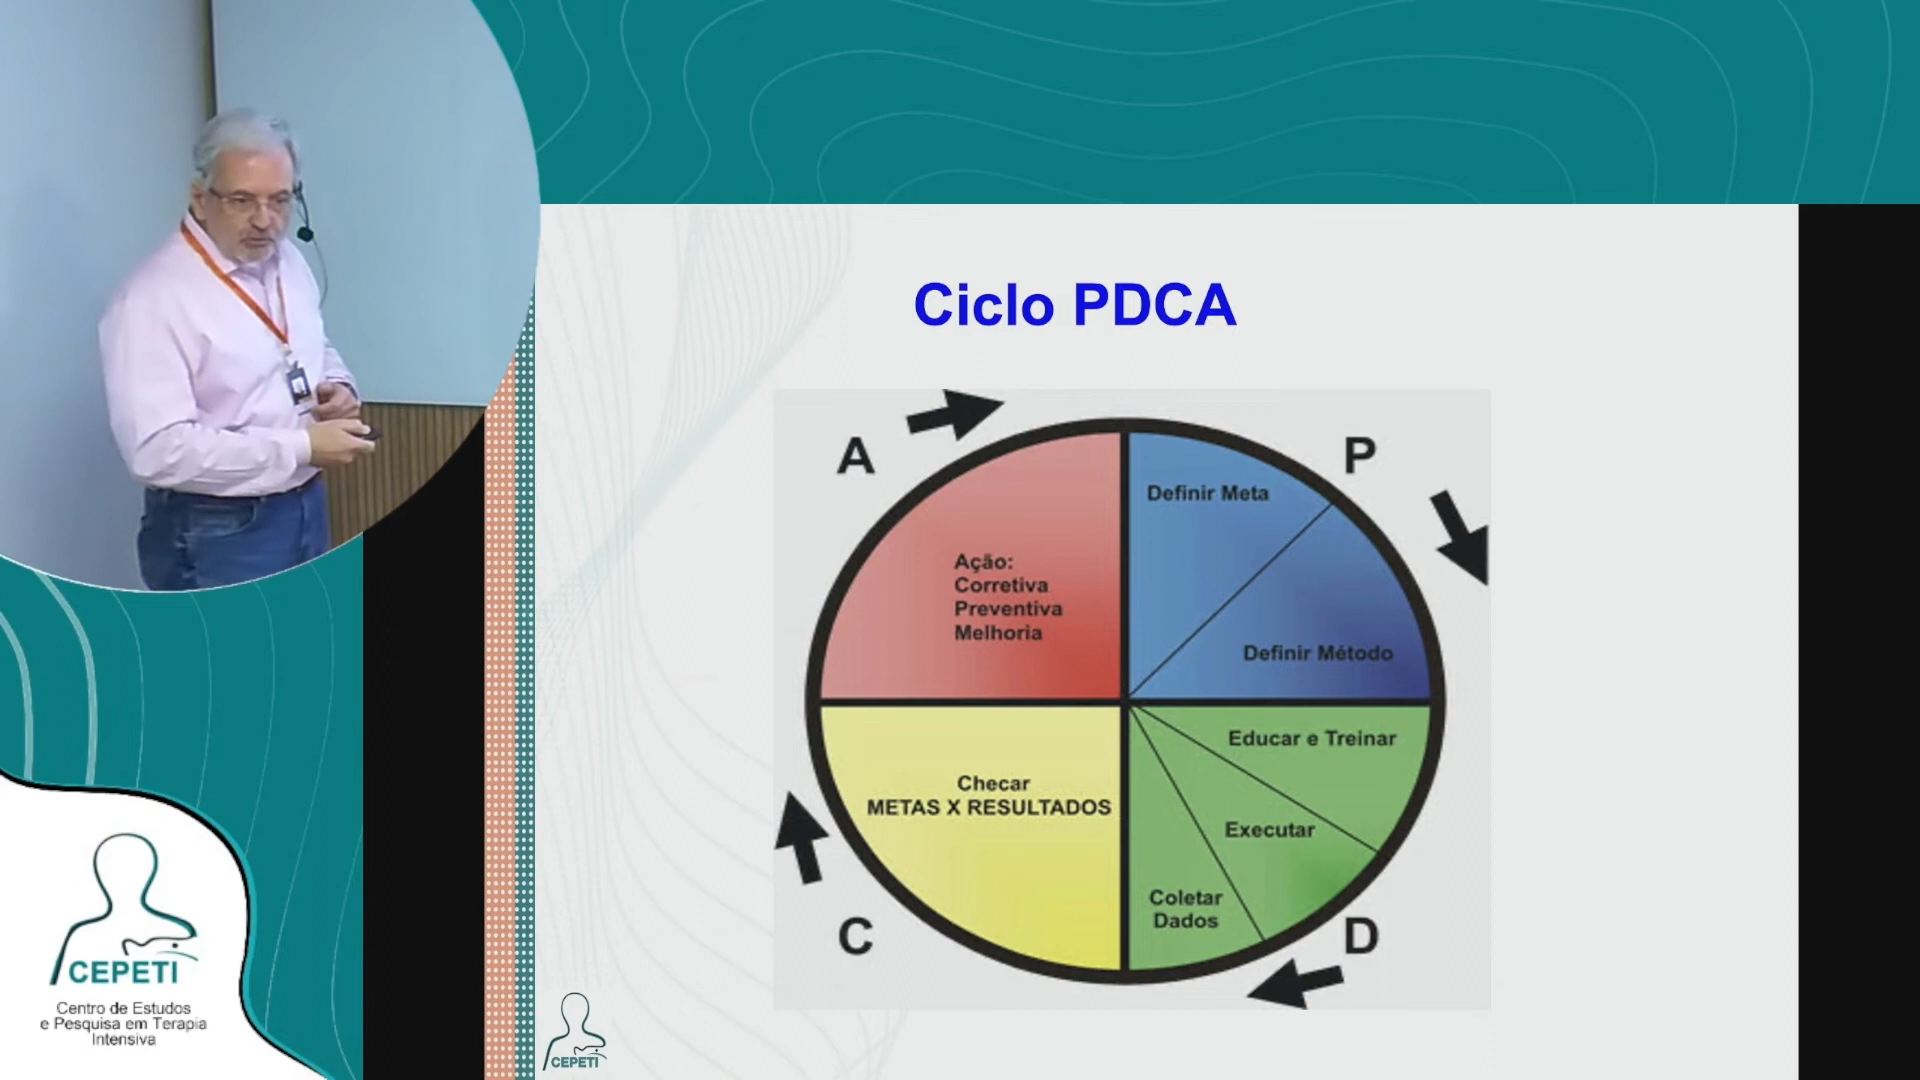 Ciclo PDCA
A
P
Definir Meta
Ação:
Corretiva
Preventiva
Melhoria
Definir Método
Educar e Treinar
Checar
METAS X RESULTADOS
Executar
Coletar
Dados
C
D
CEPETI
Centro de Estudos
e Pesquisa em Terapia
Intensiva
CEPETI